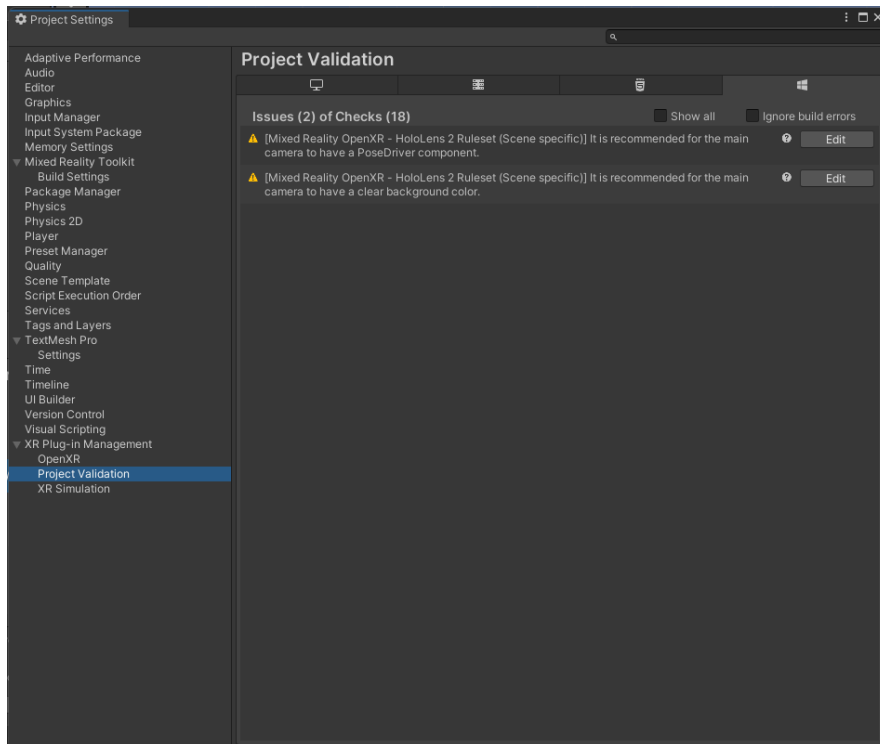 Project Settings
Adaptive Performance
Audio
Editor
Graphics
Input Manager
Input System Package
Memory Settings
Mixed Reality Toolkit
Build Settings
Package Manager
Physics
Physics 2D
Player
Preset Manager
Quality
Scene Template
Script Execution Order
Services
Tags and Layers
TextMesh Pro
Settings
Time
Timeline
UI Builder
Version Control
Visual Scripting
XR Plug-in Management
OpenXR
Project Validation
XR Simulation
Project Validation
Issues (2) of Checks (18)
Show all
Ignore build errors
[Mixed Reality OpenXR - HoloLens 2 Ruleset (Scene specific)] It is recommended for the main
camera to have a PoseDriver component.
Edit
[Mixed Reality OpenXR - HoloLens 2 Ruleset (Scene specific)] It is recommended for the main
camera to have a clear background color.
Edit